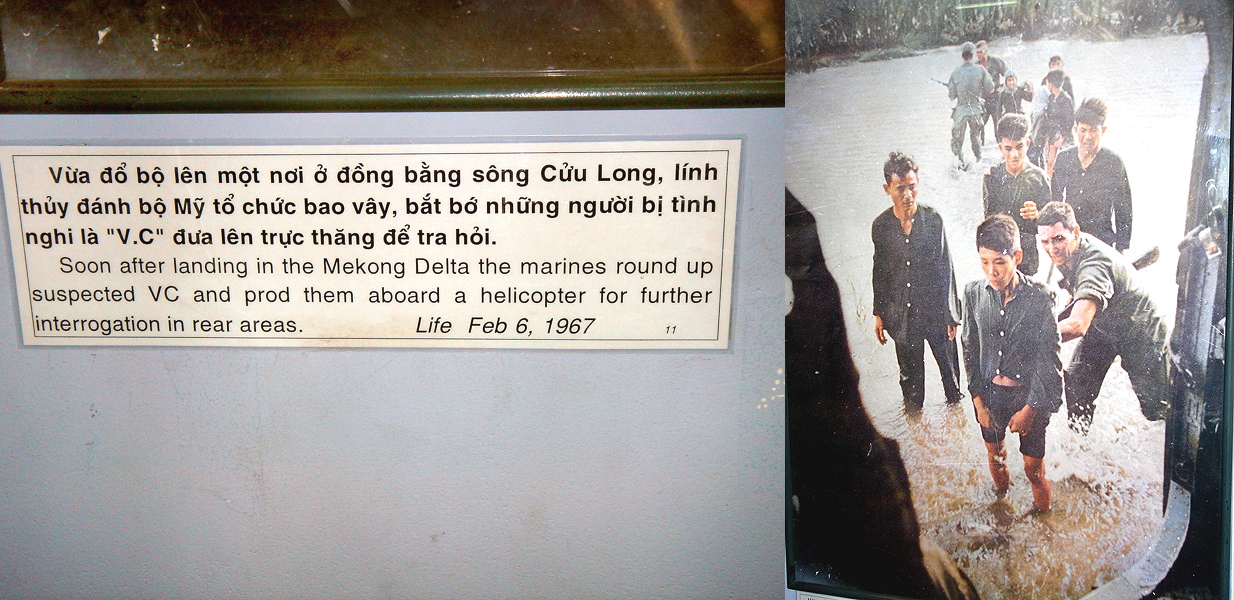 Vừa đổ bộ lên một nơi ở đồng bằng sông Cửu Long, lính
thủy đánh bộ Mỹ tổ chức bao vây, bắt bớ những người bị tình
nghi là "V.C" đưa lên trực thăng để tra hỏi.
Soon after landing in the Mekong Delta the marines round up
suspected VC and prod them aboard a helicopter for further
interrogation in rear areas. Life Feb 6, 1967 11